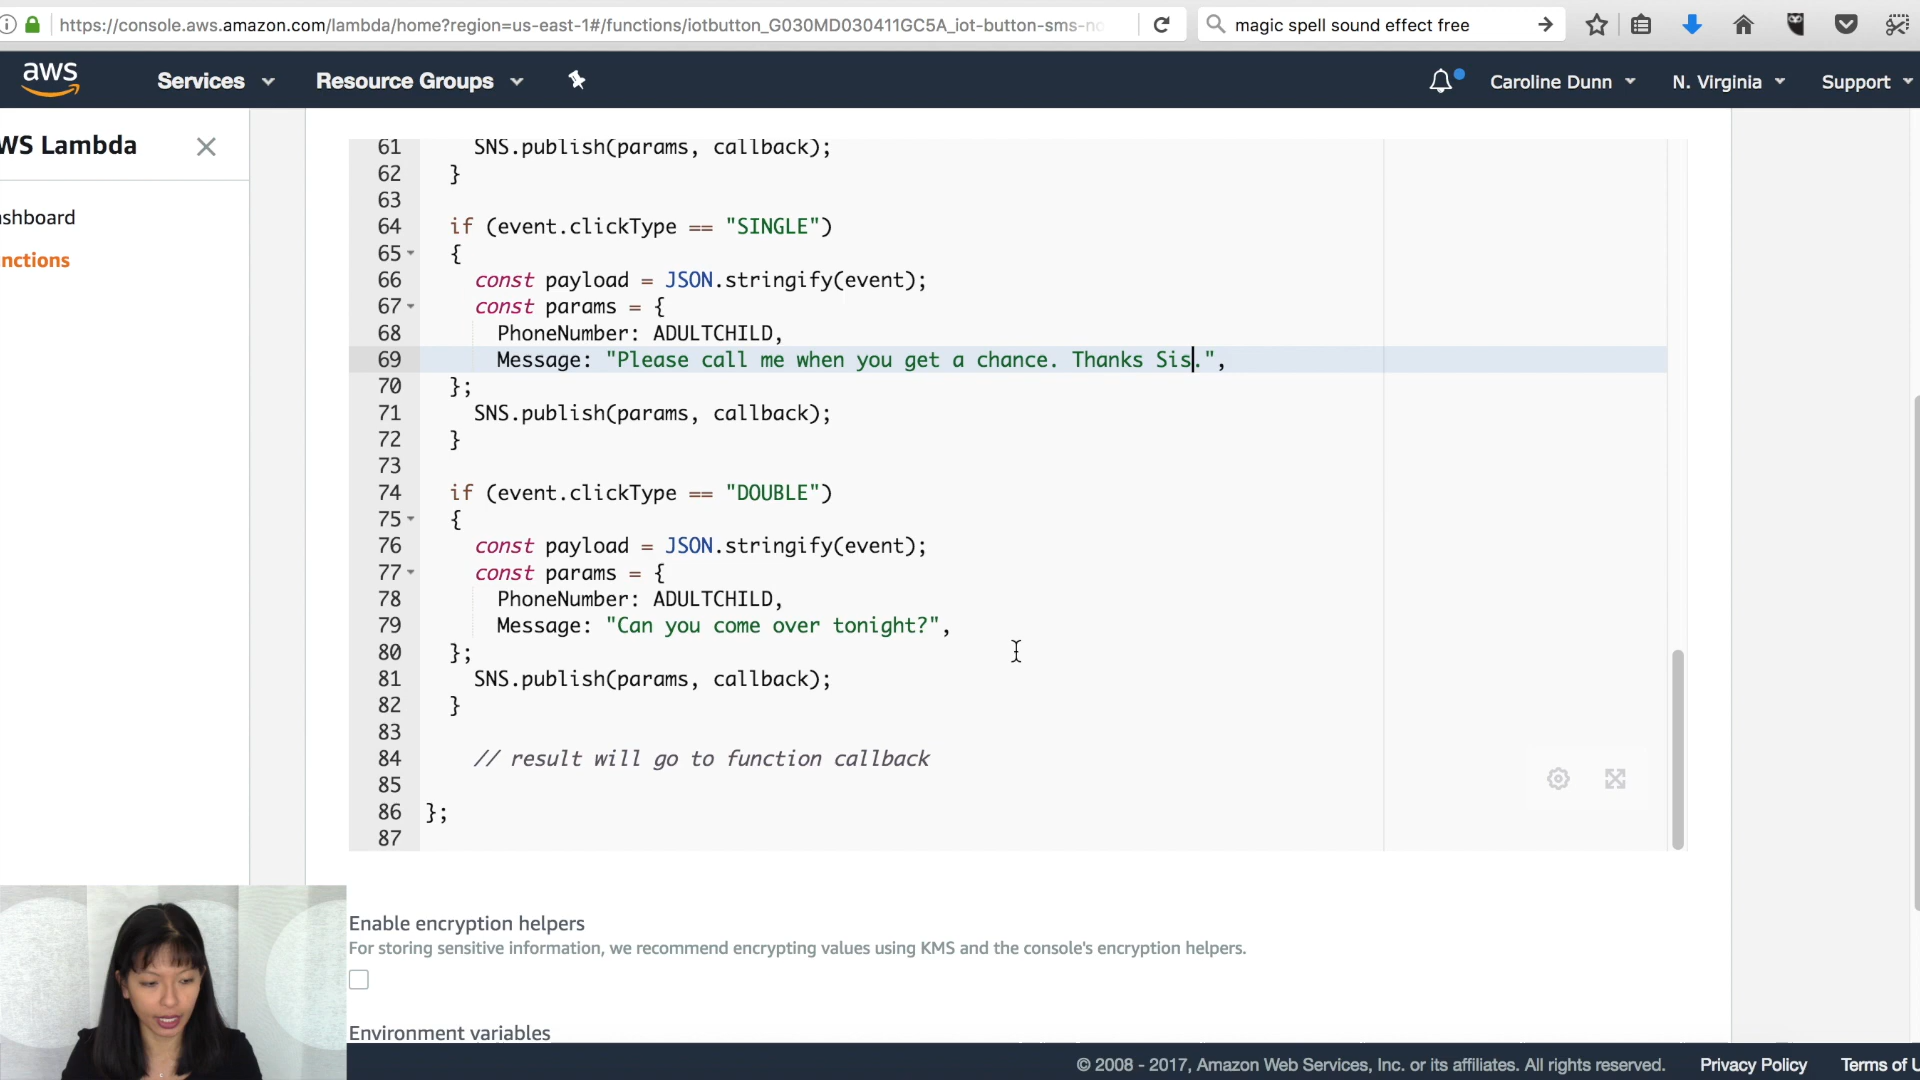 https://console.aws.amazon.com/lambda/home?region=us-east-1#/functions/iotbutton_G030MD030411GC5A_iot-button-sms-no
magic spell sound effect free
aws
Services
Resource Groups
Caroline Dunn
N. Virginia
Support
WS Lambda
ashboard
nctions
61 SNS.publish(params, callback);
62 }
63
64 if (event.clickType == "SINGLE")
65 {
66 const payload = JSON.stringify(event);
67 const params = {
68 PhoneNumber: ADULTCHILD,
69 Message: "Please call me when you get a chance. Thanks Sis.",
70 };
71 SNS.publish(params, callback);
72 }
73
74 if (event.clickType == "DOUBLE")
75 {
76 const payload = JSON.stringify(event);
77 const params = {
78 PhoneNumber: ADULTCHILD,
79 Message: "Can you come over tonight?",
80 };
81 SNS.publish(params, callback);
82 }
83
84 // result will go to function callback
85
86 };
87
Enable encryption helpers
For storing sensitive information, we recommend encrypting values using KMS and the console's encryption helpers.
Environment variables
© 2008 - 2017, Amazon Web Services, Inc. or its affiliates. All rights reserved.
Privacy Policy
Terms of U